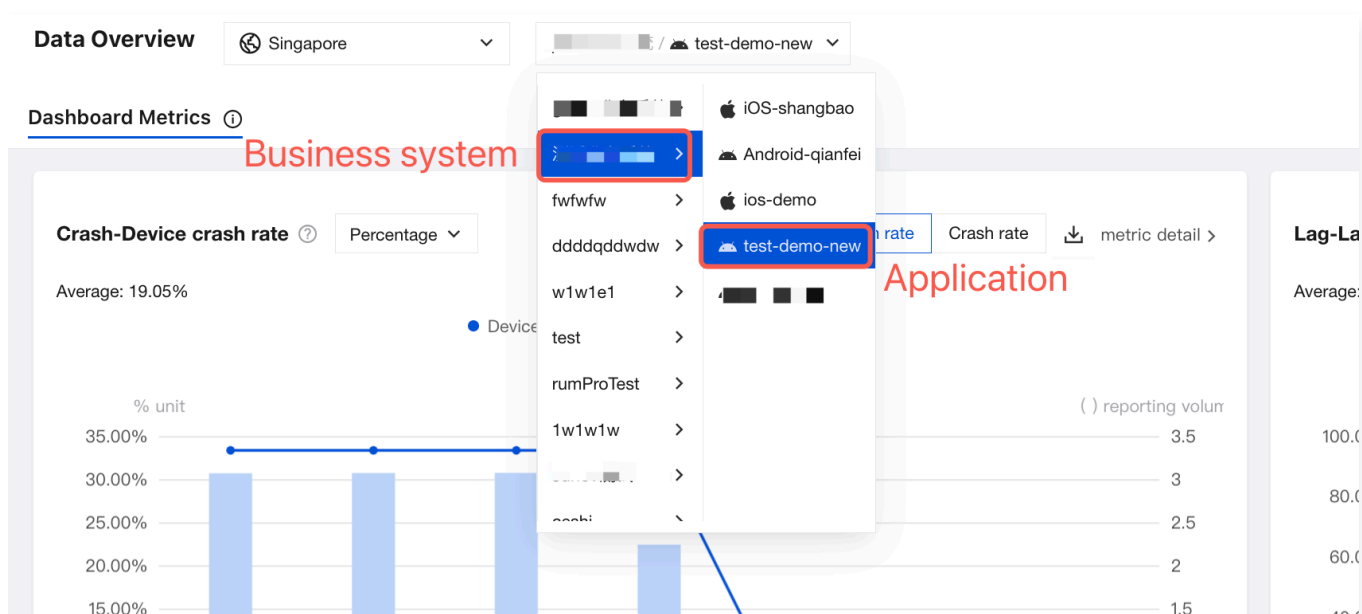 Data Overview
Singapore
/ test-demo-new
Dashboard Metrics
Business system
iOS-shangbao
Android-qianfei
fwfwfw
ios-demo
ddddqddwdw
test-demo-new
Application
w1w1e1
test
rumProTest
1w1w1w
Crash-Device crash rate
Percentage
rate
Crash rate
metric detail
Average: 19.05%
Device
% unit
( ) reporting volum
35.00%
30.00%
25.00%
20.00%
15.00%
3.5
3
2.5
2
1.5
Lag-La
Average:
100.0
80.0
60.0